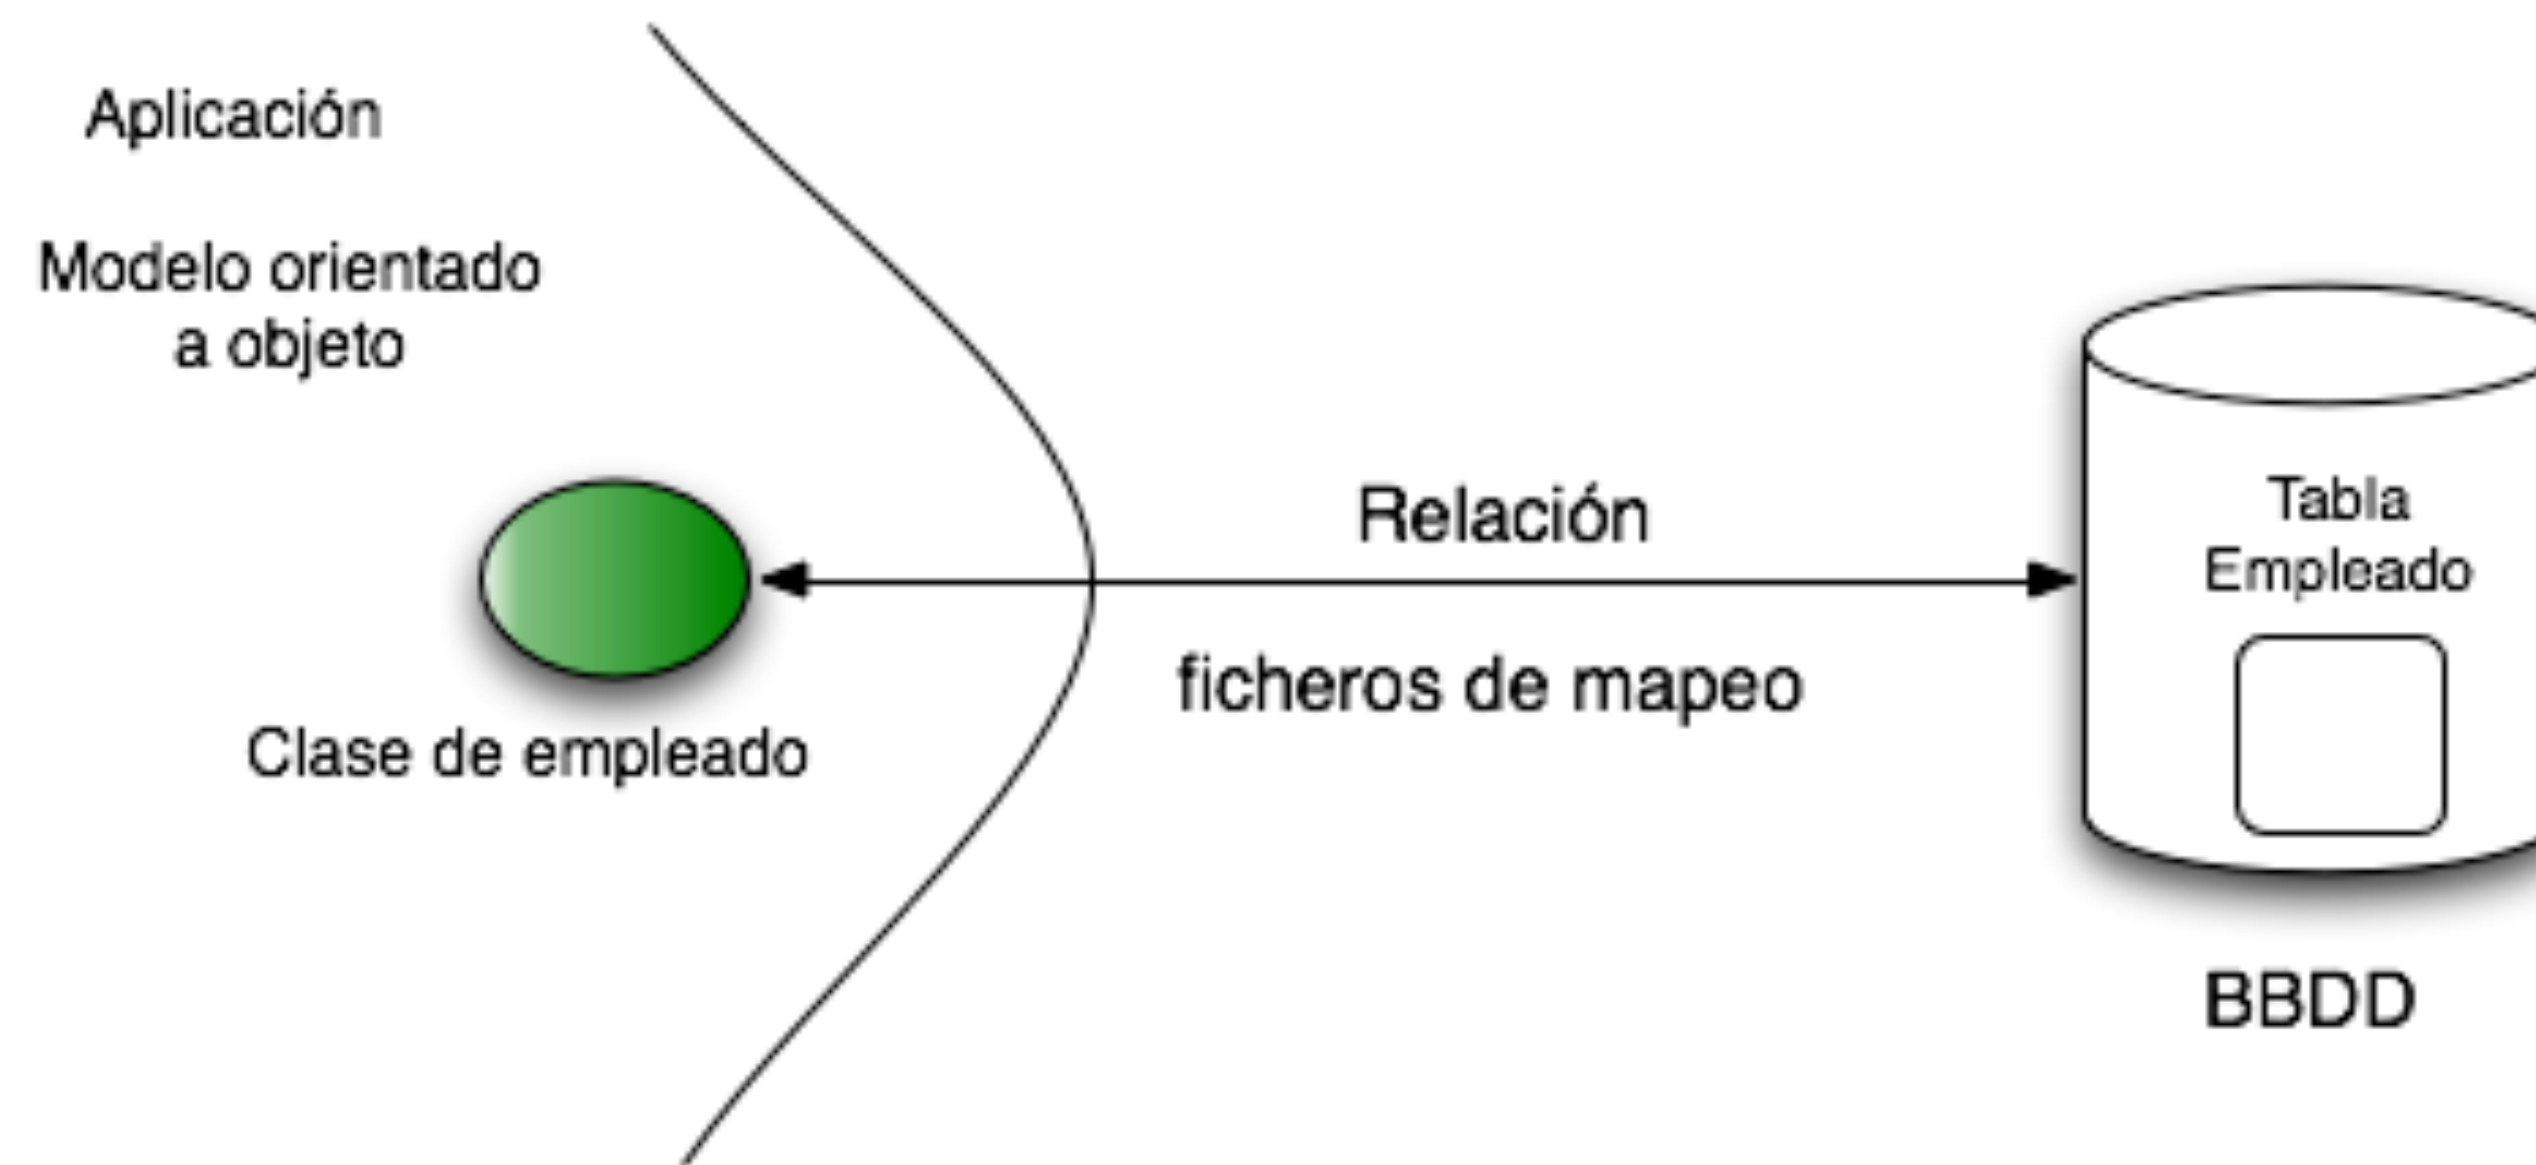 Aplicación
Modelo orientado
a objeto
Clase de empleado
Relación
ficheros de mapeo
Tabla
Empleado
BBDD